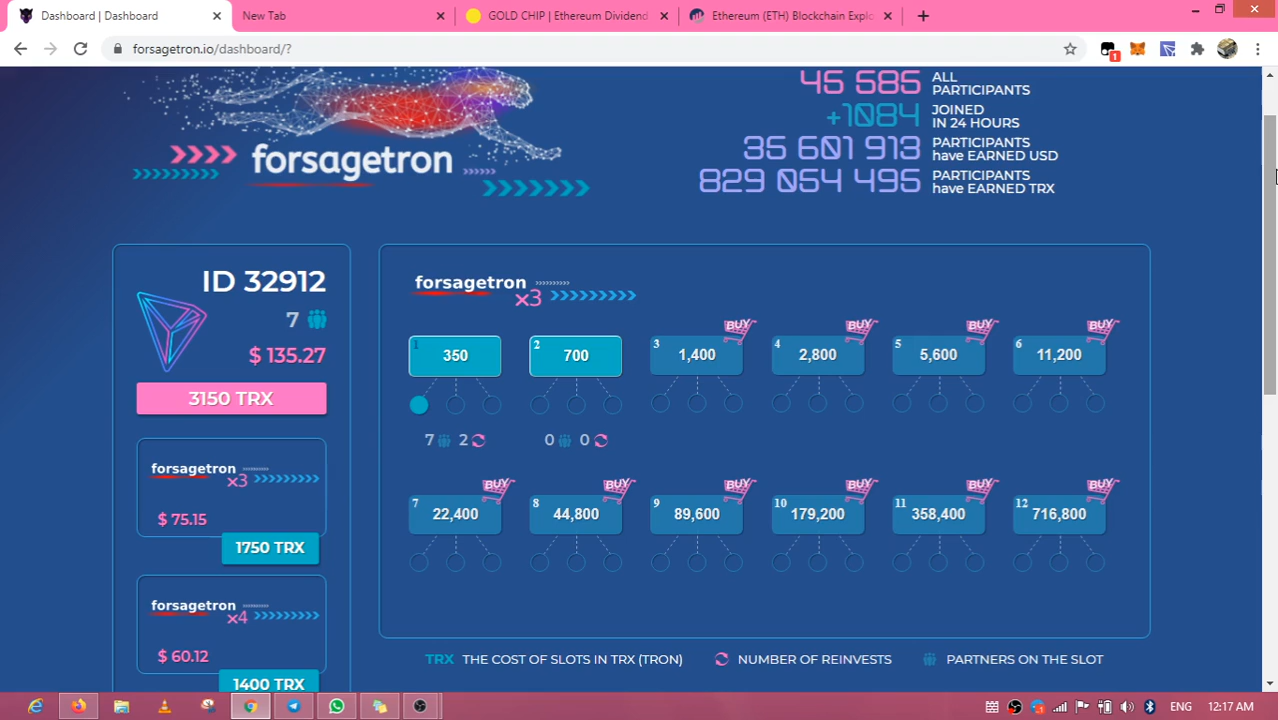 Dashboard | Dashboard
New Tab
GOLD CHIP | Ethereum Dividend
Ethereum (ETH) Blockchain Explo
forsagetron.io/dashboard/?
1
forsagetron
45 585 ALL PARTICIPANTS
+1084 JOINED IN 24 HOURS
35 601 913 PARTICIPANTS have EARNED USD
829 054 495 PARTICIPANTS have EARNED TRX
ID 32912
7
$ 135.27
3150 TRX
forsagetron
x3
$ 75.15
1750 TRX
forsagetron
x4
$ 60.12
1400 TRX
forsagetron
x3
BUY BUY BUY BUY
1 350 2 700 3 1,400 4 2,800 5 5,600 6 11,200
7 2 0 0
BUY BUY BUY BUY BUY BUY
7 22,400 8 44,800 9 89,600 10 179,200 11 358,400 12 716,800
TRX THE COST OF SLOTS IN TRX (TRON) NUMBER OF REINVESTS PARTNERS ON THE SLOT
ENG 12:17 AM